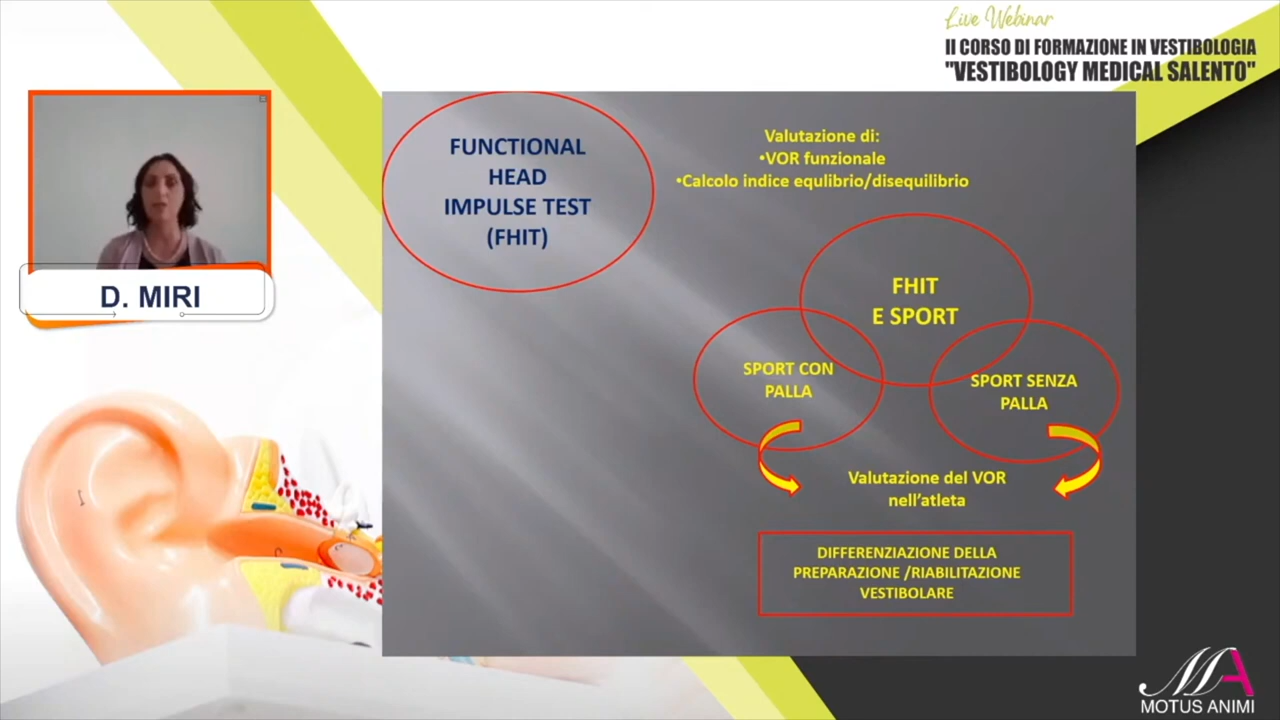 Live Webinar
II CORSO DI FORMAZIONE IN VESTIBOLOGIA
"VESTIBOLOGY MEDICAL SALENTO"
D. MIRI
FUNCTIONAL
HEAD
IMPULSE TEST
(FHIT)
Valutazione di:
•VOR funzionale
•Calcolo indice equlibrio/disequilibrio
FHIT
E SPORT
SPORT CON
PALLA
SPORT SENZA
PALLA
Valutazione del VOR
nell'atleta
DIFFERENZIAZIONE DELLA
PREPARAZIONE /RIABILITAZIONE
VESTIBOLARE
MA
MOTUS ANIMI